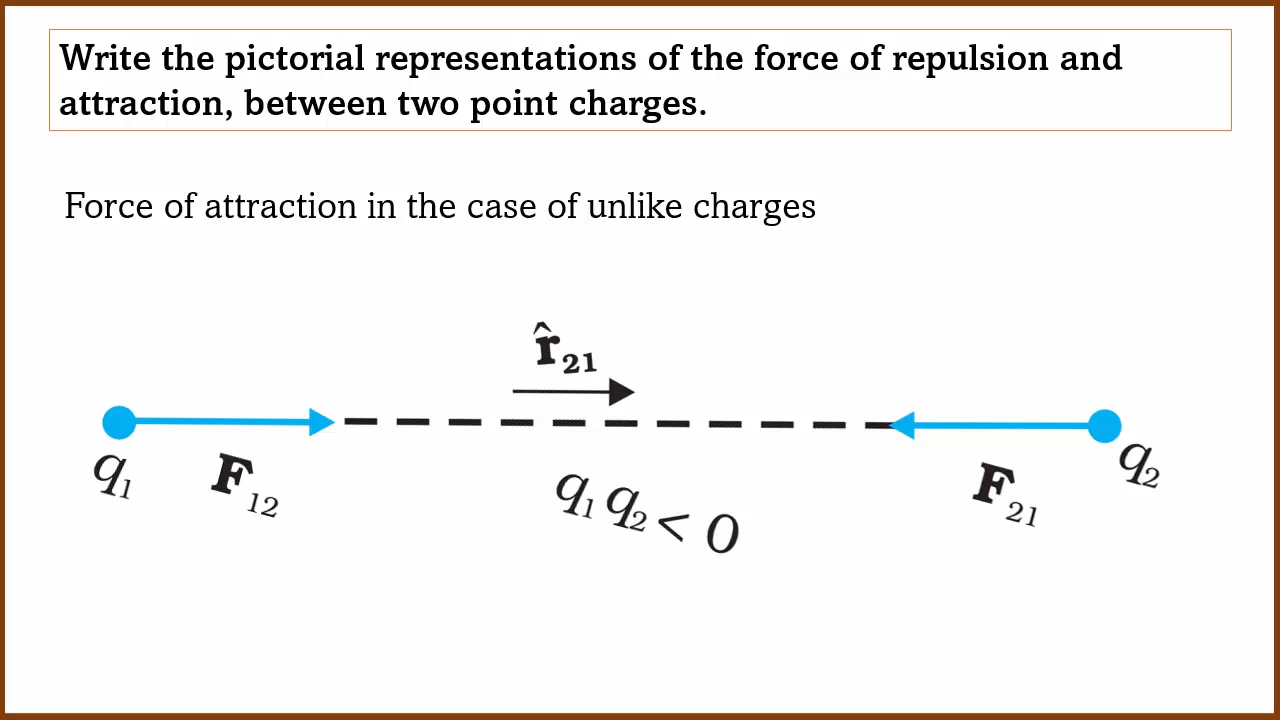 Write the pictorial representations of the force of repulsion and
attraction, between two point charges.
Force of attraction in the case of unlike charges
r̂₂₁
q₁
F₁₂
q₁ q₂ < 0
F₂₁
q₂